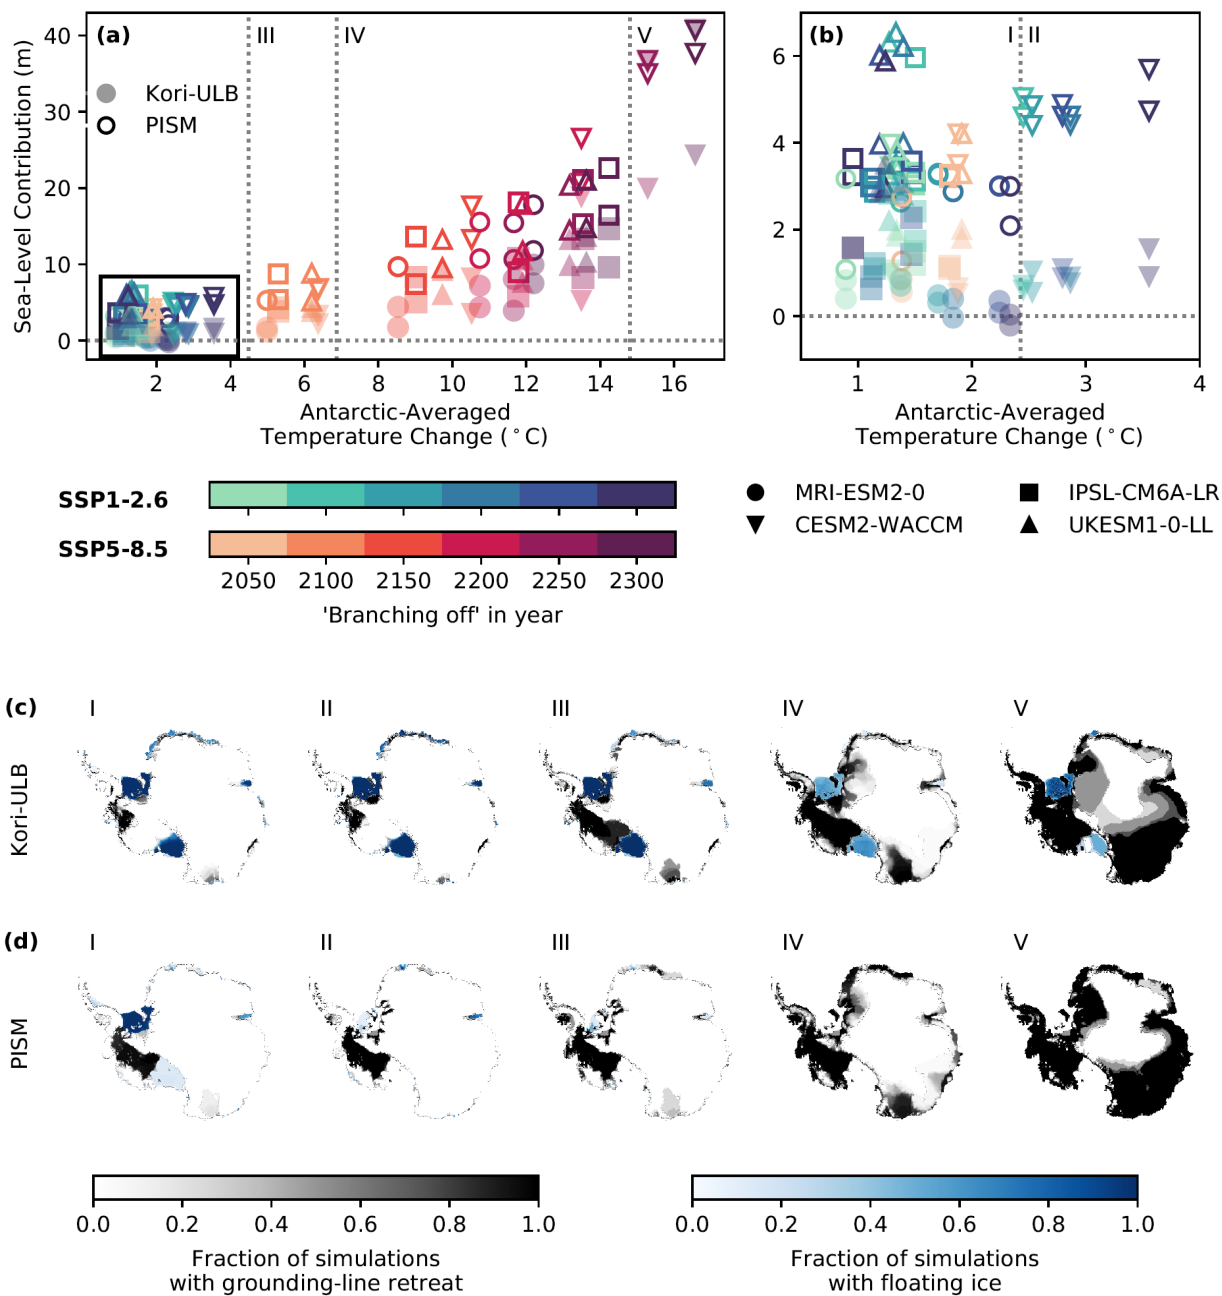 (a)
III
IV
V
Kori-ULB
PISM
Sea-Level Contribution (m)
40
30
20
10
0
2 4 6 8 10 12 14 16
Antarctic-Averaged
Temperature Change (°C)
(b)
I II
6
4
2
0
1 2 3 4
Antarctic-Averaged
Temperature Change (°C)
SSP1-2.6
SSP5-8.5
2050 2100 2150 2200 2250 2300
'Branching off' in year
MRI-ESM2-0
CESM2-WACCM
IPSL-CM6A-LR
UKESM1-0-LL
(c)
I II III IV V
Kori-ULB
(d)
I II III IV V
PISM
0.0 0.2 0.4 0.6 0.8 1.0
Fraction of simulations
with grounding-line retreat
0.0 0.2 0.4 0.6 0.8 1.0
Fraction of simulations
with floating ice